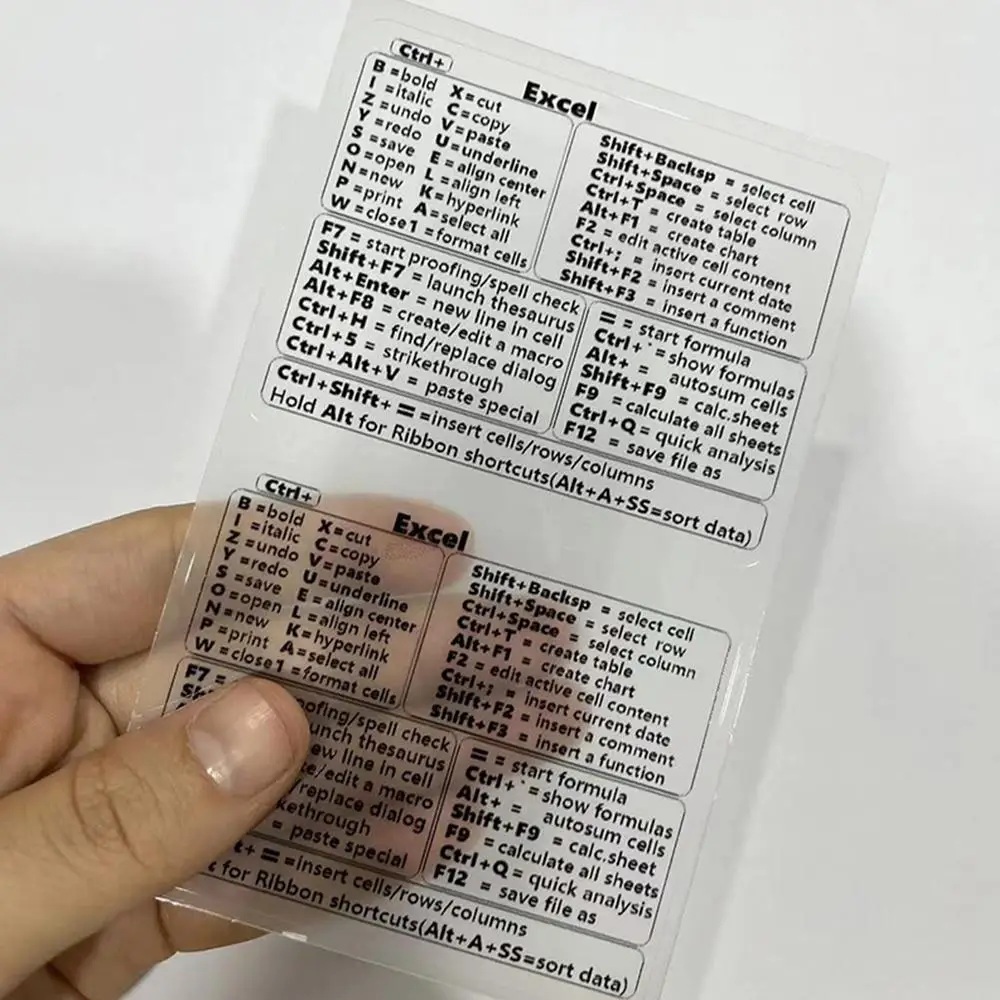 Ctrl+
Excel
B =bold X=cut
I =italic C=copy
Z =undo V=paste
Y =redo U=underline
S =save E = align center
O =open L = align left
N =new K = hyperlink
P =print A =select all
W =close 1 =format cells
Shift+Backsp = select cell
Shift+Space = select row
Ctrl+Space = select column
Ctrl+T = create table
Alt+F1 = create chart
F2 = edit active cell content
Ctrl+; = insert current date
Shift+F2 = insert a comment
Shift+F3 = insert a function
F7 = start proofing/spell check
Shift+F7 = launch thesaurus
Alt+Enter = new line in cell
Alt+F8 = create/edit a macro
Ctrl+H = find/replace dialog
Ctrl+5 = strikethrough
Ctrl+Alt+V = paste special
= = start formula
Ctrl+` =show formulas
Alt+ = autosum cells
Shift+F9 = calc.sheet
F9 =calculate all sheets
Ctrl+Q= quick analysis
F12 = save file as
Ctrl+Shift+ = =insert cells/rows/columns
Hold Alt for Ribbon shortcuts(Alt+A+SS=sort data)
Ctrl+
Excel
B =bold X=cut
I =italic C=copy
Z =undo V=paste
Y =redo U=underline
S =save E = align center
O =open L = align left
N =new K = hyperlink
P =print A =select all
W =close 1 =format cells
Shift+Backsp = select cell
Shift+Space = select row
Ctrl+Space = select column
Ctrl+T = create table
Alt+F1 = create chart
F2 = edit active cell content
Ctrl+; = insert current date
Shift+F2 = insert a comment
Shift+F3 = insert a function
F7 = oofing/spell check
unch thesaurus
ew line in cell
e/edit a macro
/replace dialog
kethrough
= paste special
= = start formula
Ctrl+` =show formulas
Alt+ = autosum cells
Shift+F9 = calc.sheet
F9 =calculate all sheets
Ctrl+Q= quick analysis
F12 = save file as
t+ = =insert cells/rows/columns
t for Ribbon shortcuts(Alt+A+SS=sort data)